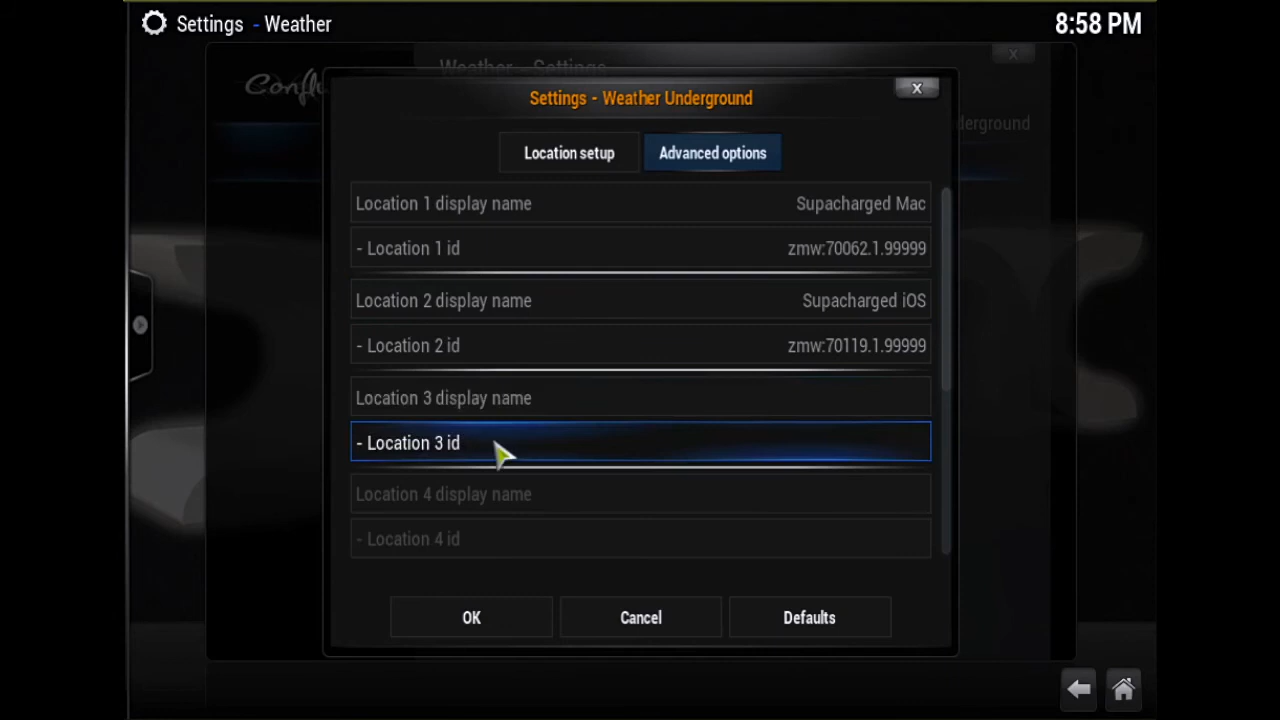 Settings - Weather
8:58 PM
Weather - Settings
X
Settings - Weather Underground
X
Location setup
Advanced options
Location 1 display name Supacharged Mac
- Location 1 id zmw:70062.1.99999
Location 2 display name Supacharged iOS
- Location 2 id zmw:70119.1.99999
Location 3 display name
- Location 3 id
Location 4 display name
- Location 4 id
OK
Cancel
Defaults